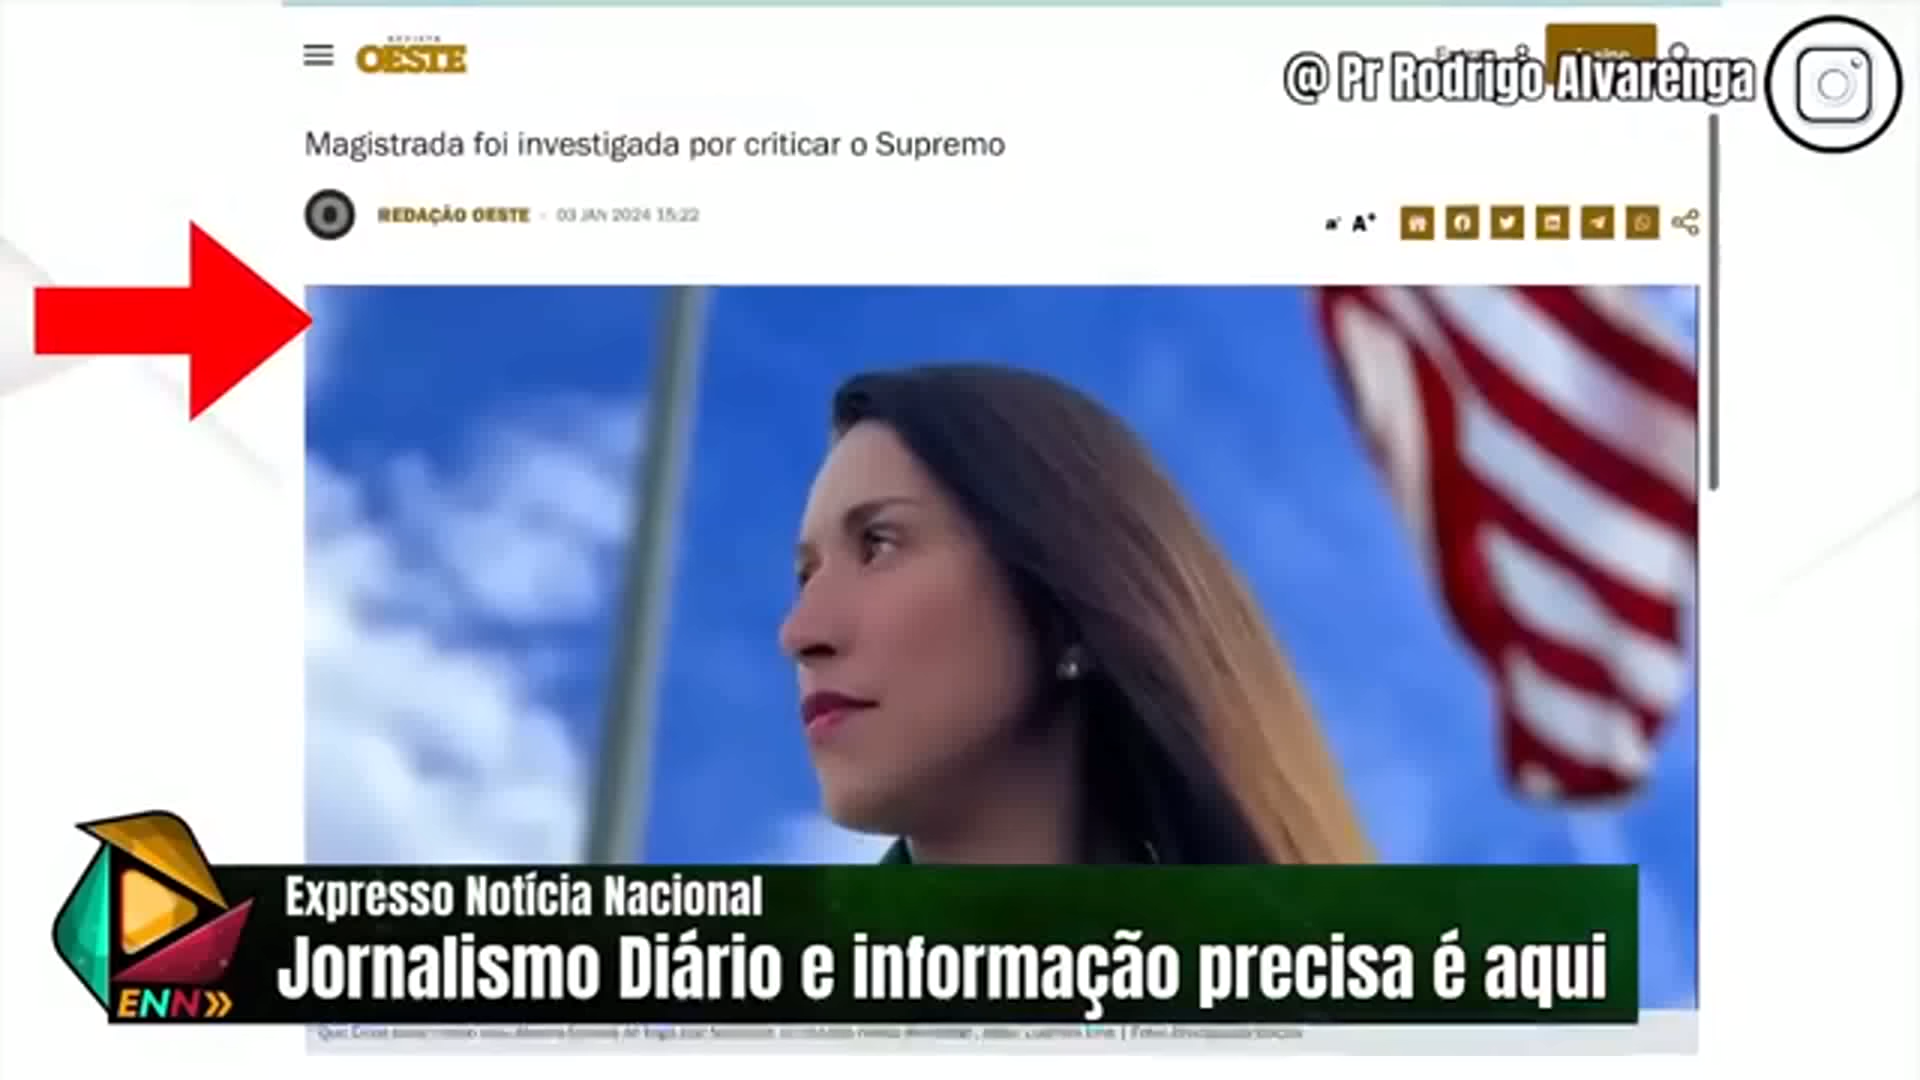 REVISTA
OESTE
@ Pr Rodrigo Alvarenga
Magistrada foi investigada por criticar o Supremo
REDAÇÃO OESTE - 03 JAN 2024 15:22
a- A+
Expresso Notícia Nacional
Jornalismo Diário e informação precisa é aqui
ENN